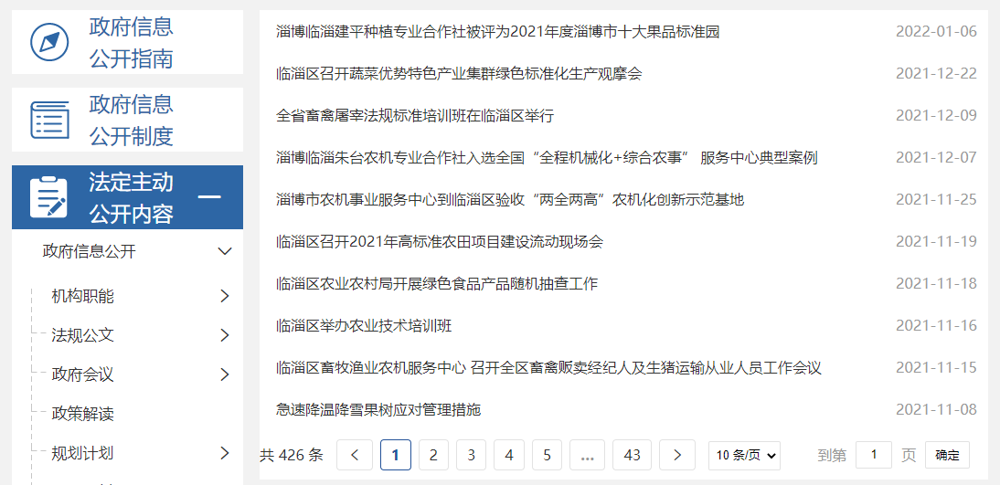 政府信息
公开指南
政府信息
公开制度
法定主动
公开内容
政府信息公开
机构职能
法规公文
政府会议
政策解读
规划计划
淄博临淄建平种植专业合作社被评为2021年度淄博市十大果品标准园 2022-01-06
临淄区召开蔬菜优势特色产业集群绿色标准化生产观摩会 2021-12-22
全省畜禽屠宰法规标准培训班在临淄区举行 2021-12-09
淄博临淄朱台农机专业合作社入选全国“全程机械化+综合农事” 服务中心典型案例 2021-12-07
淄博市农机事业服务中心到临淄区验收“两全两高”农机化创新示范基地 2021-11-25
临淄区召开2021年高标准农田项目建设流动现场会 2021-11-19
临淄区农业农村局开展绿色食品产品随机抽查工作 2021-11-18
临淄区举办农业技术培训班 2021-11-16
临淄区畜牧渔业农机服务中心 召开全区畜禽贩卖经纪人及生猪运输从业人员工作会议 2021-11-15
急速降温降雪果树应对管理措施 2021-11-08
共 426 条 1 2 3 4 5 ... 43 10 条/页 到第 1 页 确定